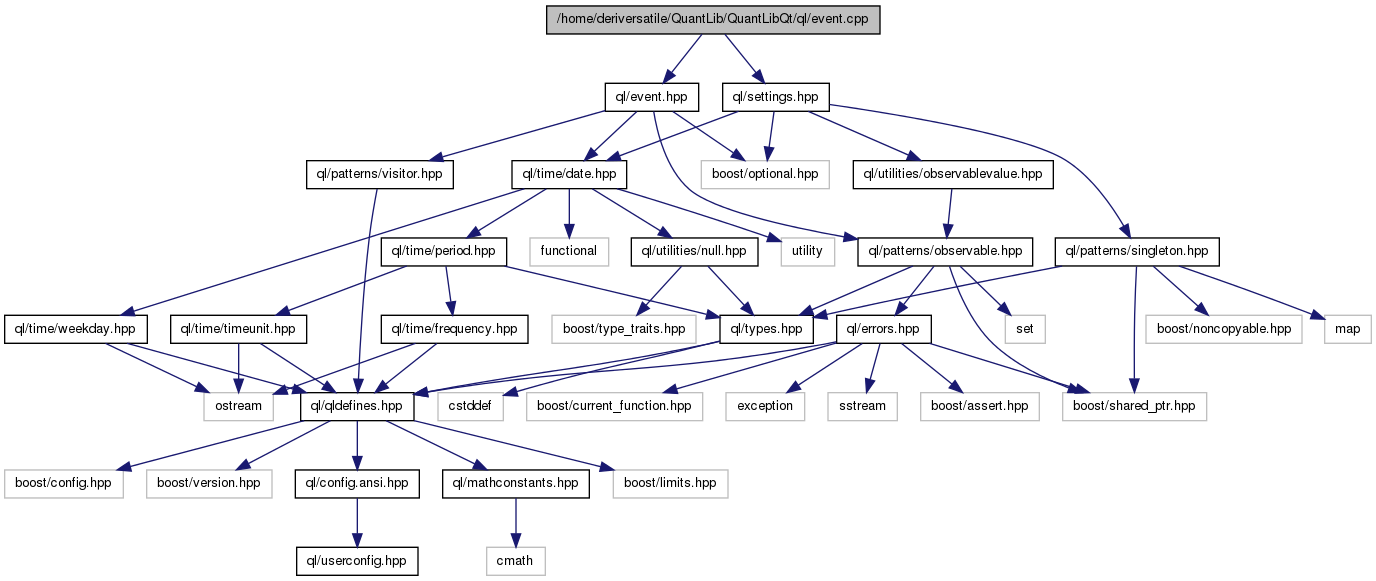 /home/deriversatile/QuantLib/QuantLibQt/ql/event.cpp
ql/event.hpp
ql/settings.hpp
ql/patterns/visitor.hpp
ql/time/date.hpp
boost/optional.hpp
ql/utilities/observablevalue.hpp
ql/time/period.hpp
functional
ql/utilities/null.hpp
utility
ql/patterns/observable.hpp
ql/patterns/singleton.hpp
ql/time/weekday.hpp
ql/time/timeunit.hpp
ql/time/frequency.hpp
boost/type_traits.hpp
ql/types.hpp
ql/errors.hpp
set
boost/noncopyable.hpp
map
ostream
ql/qldefines.hpp
cstddef
boost/current_function.hpp
exception
sstream
boost/assert.hpp
boost/shared_ptr.hpp
boost/config.hpp
boost/version.hpp
ql/config.ansi.hpp
ql/mathconstants.hpp
boost/limits.hpp
ql/userconfig.hpp
cmath